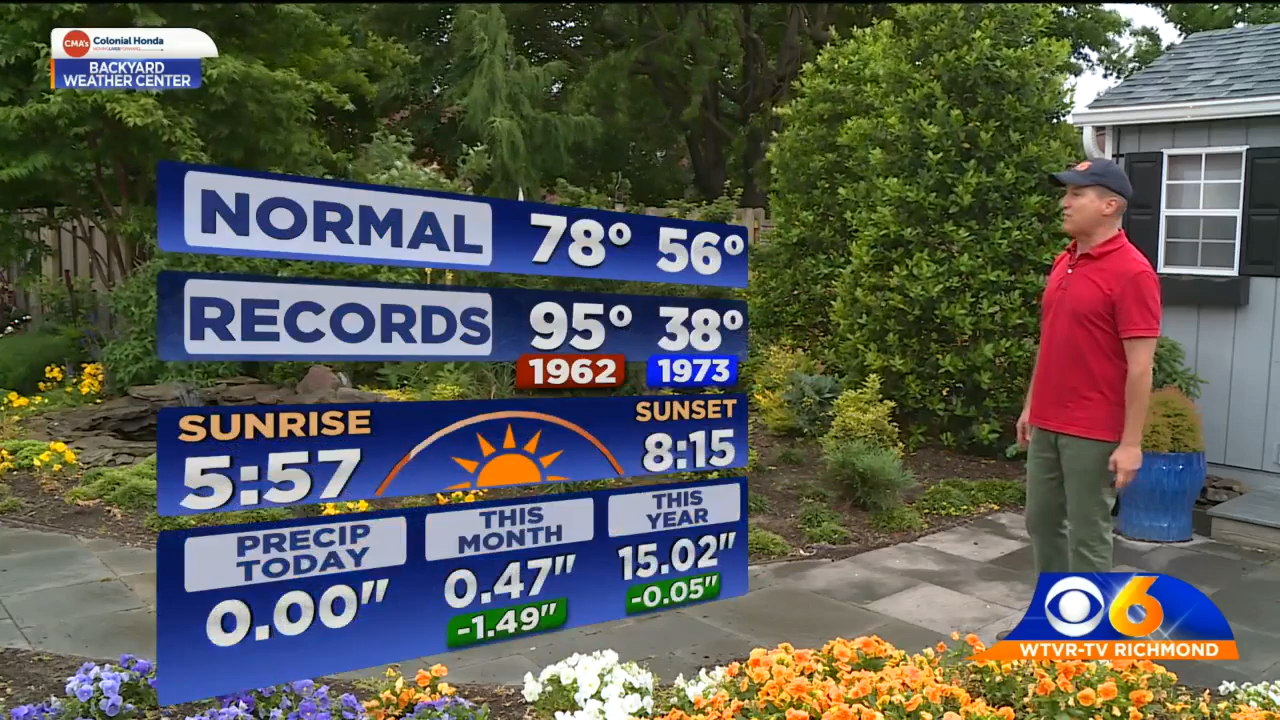 CMA's Colonial Honda
BACKYARD
WEATHER CENTER
NORMAL 78° 56°
RECORDS 95° 38°
1962 1973
SUNRISE SUNSET
5:57 8:15
PRECIP TODAY THIS MONTH THIS YEAR
0.00" 0.47" 15.02"
-1.49" -0.05"
6
WTVR-TV RICHMOND